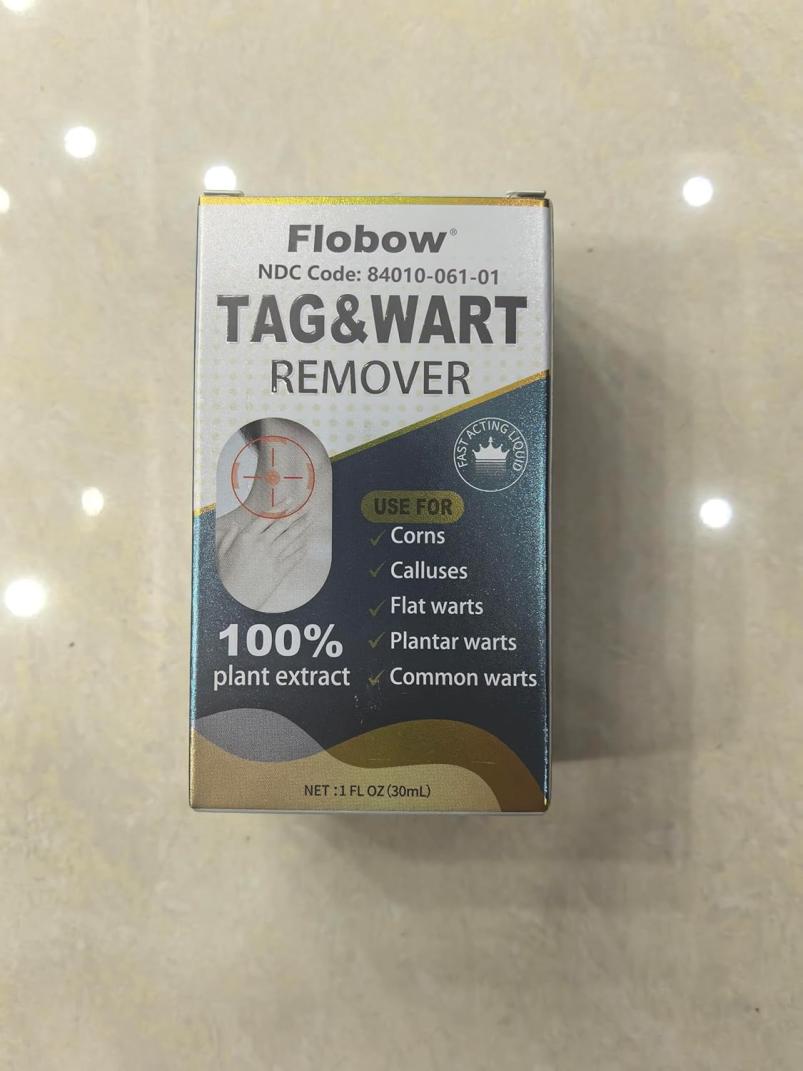 Flobow®
NDC Code: 84010-061-01
TAG&WART
REMOVER
FAST ACTING LIQUID
USE FOR
Corns
Calluses
Flat warts
Plantar warts
Common warts
100%
plant extract
NET :1 FL OZ(30mL)